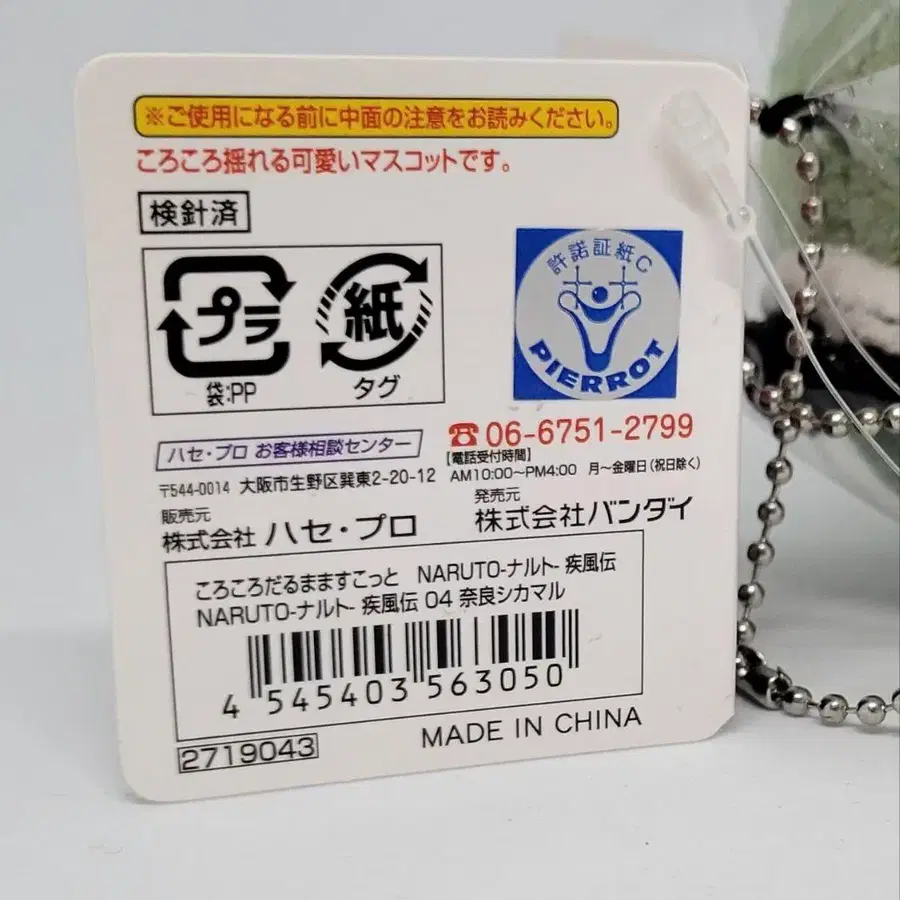 ※ご使用になる前に中面の注意をお読みください。
ころころ揺れる可愛いマスコットです。
検針済
プラ
袋:PP
紙
タグ
許諾証紙C
PIERROT
ハセ・プロ お客様相談センター
☎06-6751-2799
【電話受付時間】
AM10:00〜PM4:00 月〜金曜日(祝日除く)
〒544-0014 大阪市生野区巽東2-20-12
販売元
株式会社 ハセ・プロ
発売元
株式会社バンダイ
ころころだるまますこっと NARUTO-ナルト- 疾風伝
NARUTO-ナルト- 疾風伝 04 奈良シカマル
4 545403 563050
2719043
MADE IN CHINA